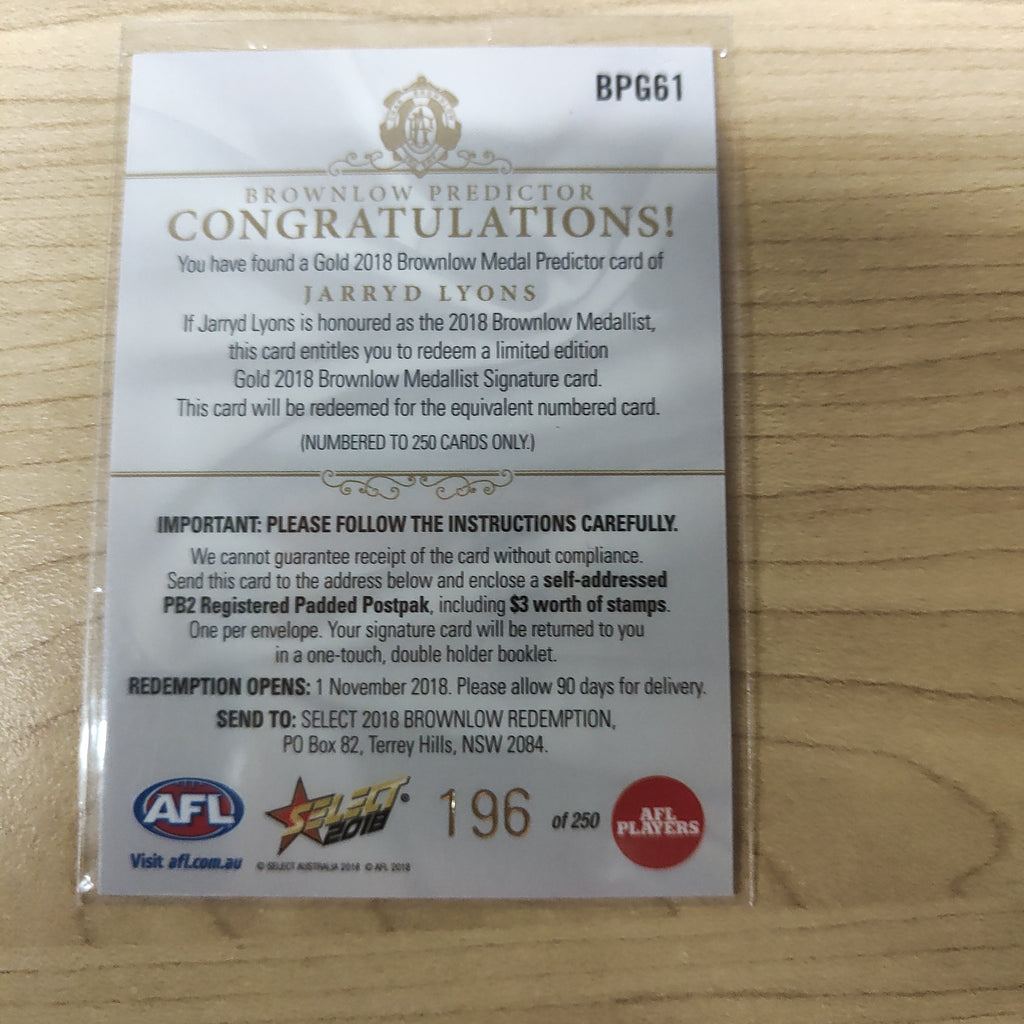 BPG61
BROWNLOW PREDICTOR
CONGRATULATIONS!
You have found a Gold 2018 Brownlow Medal Predictor card of
JARRYD LYONS
If Jarryd Lyons is honoured as the 2018 Brownlow Medallist,
this card entitles you to redeem a limited edition
Gold 2018 Brownlow Medallist Signature card.
This card will be redeemed for the equivalent numbered card.
(NUMBERED TO 250 CARDS ONLY.)
IMPORTANT: PLEASE FOLLOW THE INSTRUCTIONS CAREFULLY.
We cannot guarantee receipt of the card without compliance.
Send this card to the address below and enclose a self-addressed
PB2 Registered Padded Postpak, including $3 worth of stamps.
One per envelope. Your signature card will be returned to you
in a one-touch, double holder booklet.
REDEMPTION OPENS: 1 November 2018. Please allow 90 days for delivery.
SEND TO: SELECT 2018 BROWNLOW REDEMPTION,
PO Box 82, Terrey Hills, NSW 2084.
AFL
SELECT
2018
196 of 250
AFL
PLAYERS
Visit afl.com.au
© SELECT AUSTRALIA 2018 © AFL 2018